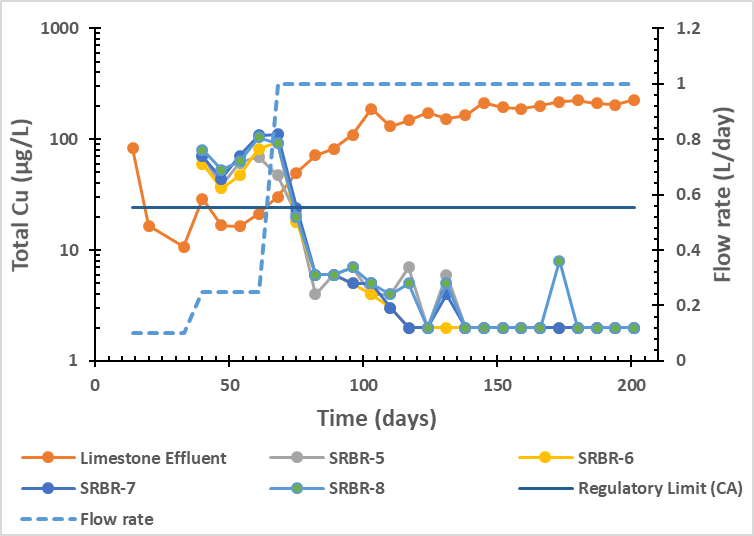 1000
100
10
1
Total Cu (µg/L)
1.2
1
0.8
0.6
0.4
0.2
0
Flow rate (L/day)
0 50 100 150 200
Time (days)
Limestone Effluent SRBR-5 SRBR-6
SRBR-7 SRBR-8 Regulatory Limit (CA)
Flow rate